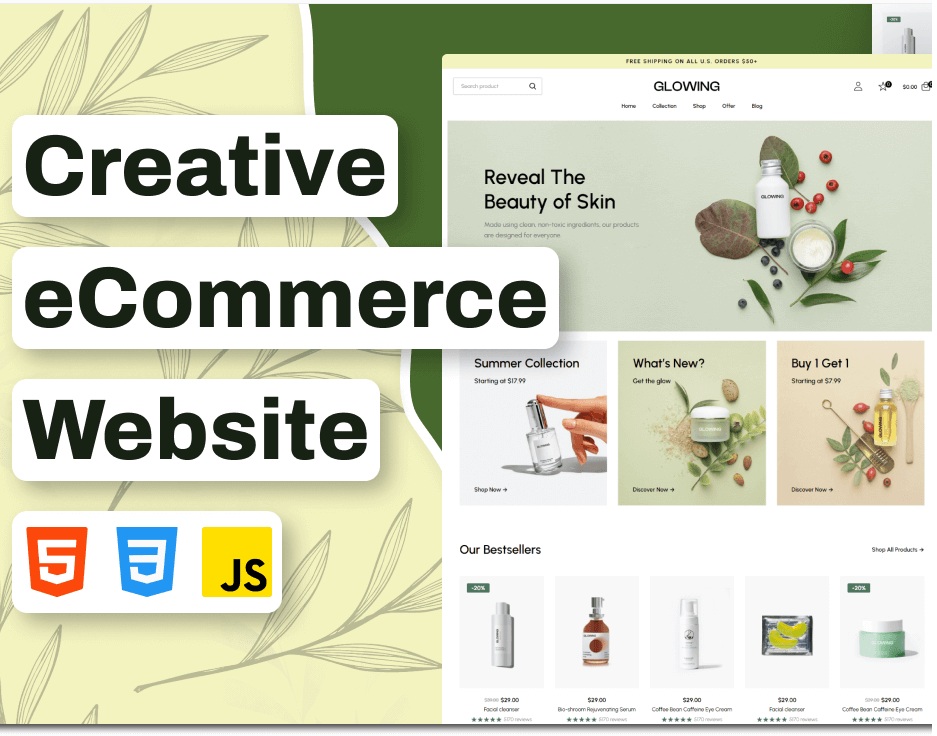 Creative
eCommerce
Website
5
3
JS
FREE SHIPPING ON ALL U.S. ORDERS $50+
Search product
GLOWING
0
$0.00
Home Collection Shop Offer Blog
Reveal The
Beauty of Skin
Made using clean, non-toxic ingredients, our products
are designed for everyone.
GLOWING
Summer Collection
Starting at $17.99
Shop Now →
What's New?
Get the glow
GLOWING
Discover Now →
Buy 1 Get 1
Starting at $7.99
Discover Now →
Our Bestsellers
Shop All Products →
-20%
-20%
-20%
GLOWING
$39.00 $29.00
$29.00
$29.00
$29.00
$39.00 $29.00
Facial cleanser
Bio-shroom Rejuvenating Serum
Coffee Bean Caffeine Eye Cream
Facial cleanser
Coffee Bean Caffeine Eye Cream
★★★★★ 5170 reviews
★★★★★ 5170 reviews
★★★★★ 5170 reviews
★★★★★ 5170 reviews
★★★★★ 5170 reviews